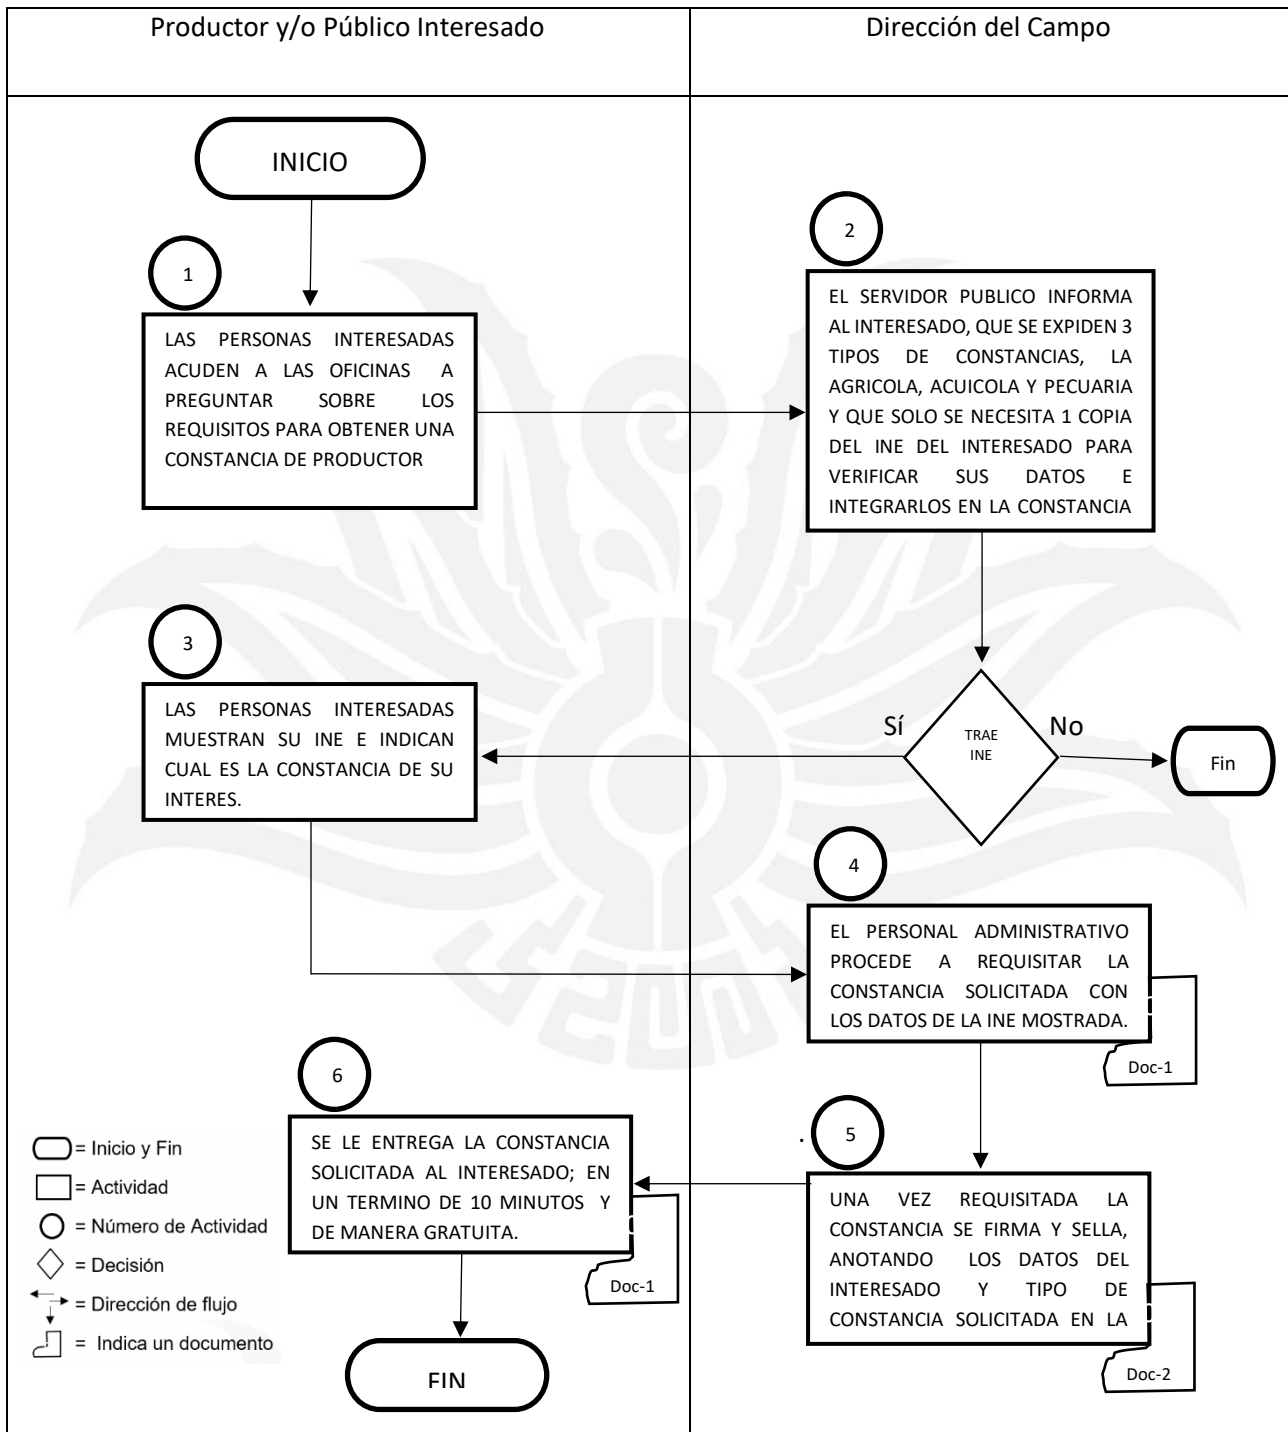 Productor y/o Público Interesado
Dirección del Campo
INICIO
1
LAS PERSONAS INTERESADAS
ACUDEN A LAS OFICINAS A
PREGUNTAR SOBRE LOS
REQUISITOS PARA OBTENER UNA
CONSTANCIA DE PRODUCTOR
2
EL SERVIDOR PUBLICO INFORMA
AL INTERESADO, QUE SE EXPIDEN 3
TIPOS DE CONSTANCIAS, LA
AGRICOLA, ACUICOLA Y PECUARIA
Y QUE SOLO SE NECESITA 1 COPIA
DEL INE DEL INTERESADO PARA
VERIFICAR SUS DATOS E
INTEGRARLOS EN LA CONSTANCIA
TRAE
INE
Sí
No
Fin
3
LAS PERSONAS INTERESADAS
MUESTRAN SU INE E INDICAN
CUAL ES LA CONSTANCIA DE SU
INTERES.
4
EL PERSONAL ADMINISTRATIVO
PROCEDE A REQUISITAR LA
CONSTANCIA SOLICITADA CON
LOS DATOS DE LA INE MOSTRADA.
Doc-1
. 5
UNA VEZ REQUISITADA LA
CONSTANCIA SE FIRMA Y SELLA,
ANOTANDO LOS DATOS DEL
INTERESADO Y TIPO DE
CONSTANCIA SOLICITADA EN LA
Doc-2
6
SE LE ENTREGA LA CONSTANCIA
SOLICITADA AL INTERESADO; EN
UN TERMINO DE 10 MINUTOS Y
DE MANERA GRATUITA.
Doc-1
FIN
= Inicio y Fin
= Actividad
= Número de Actividad
= Decisión
= Dirección de flujo
= Indica un documento